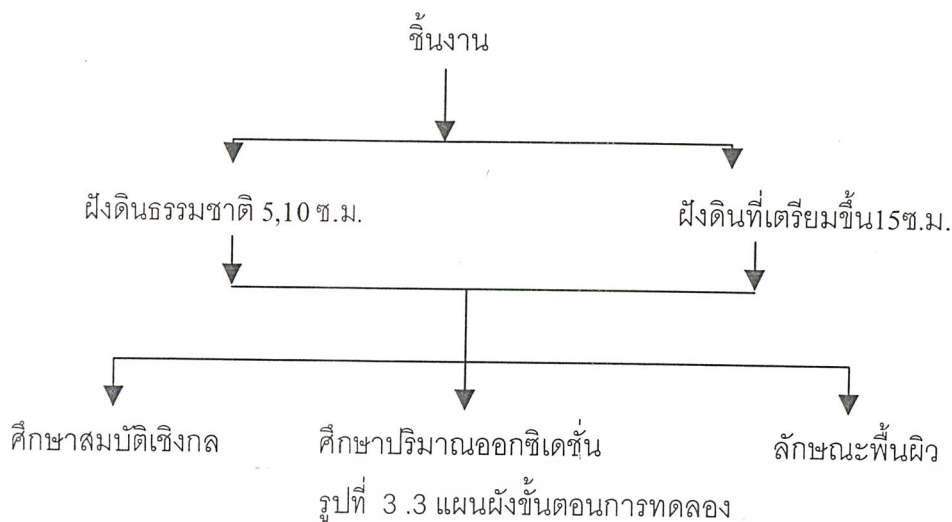 ชิ้นงาน
ฝังดินธรรมชาติ 5,10 ซ.ม.
ฝังดินที่เตรียมขึ้น15ซ.ม.
ศึกษาสมบัติเชิงกล
ศึกษาปริมาณออกซิเดชั่น
ลักษณะพื้นผิว
รูปที่ 3 .3 แผนผังขั้นตอนการทดลอง